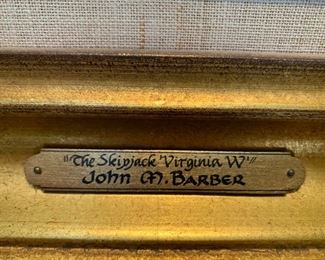 "The Skipjack 'Virginia W'"
John M. Barber